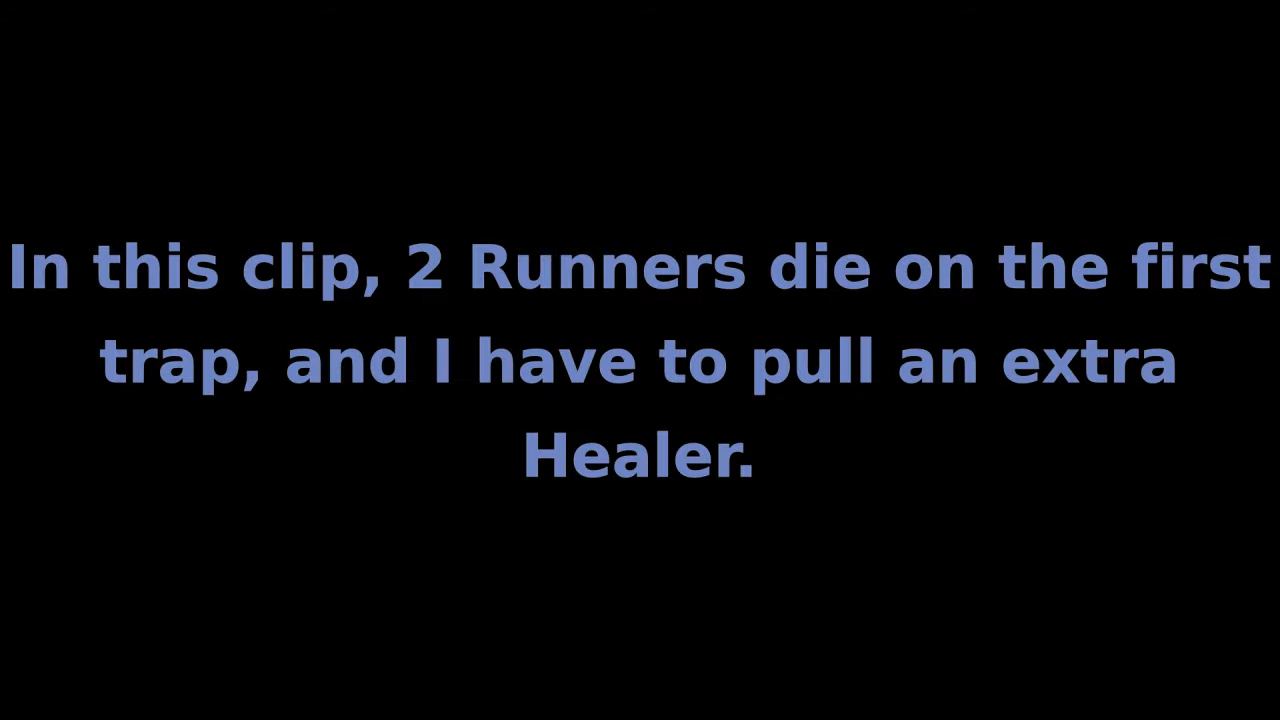 In this clip, 2 Runners die on the first
trap, and I have to pull an extra
Healer.